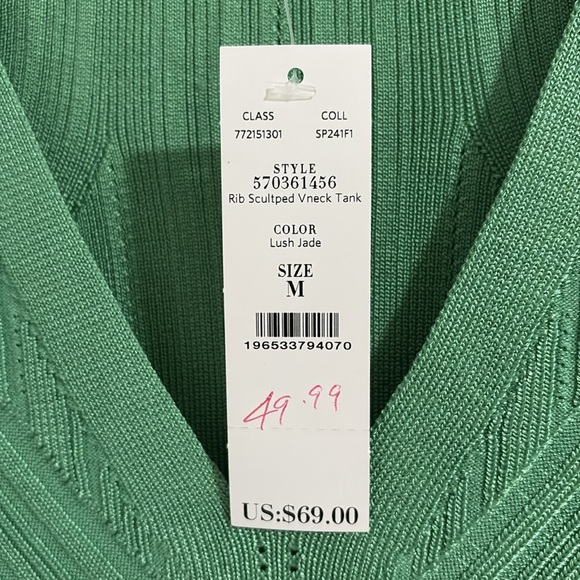 CLASS COLL
772151301 SP241F1
STYLE
570361456
Rib Scultped Vneck Tank
COLOR
Lush Jade
SIZE
M
196533794070
49.99
US:$69.00